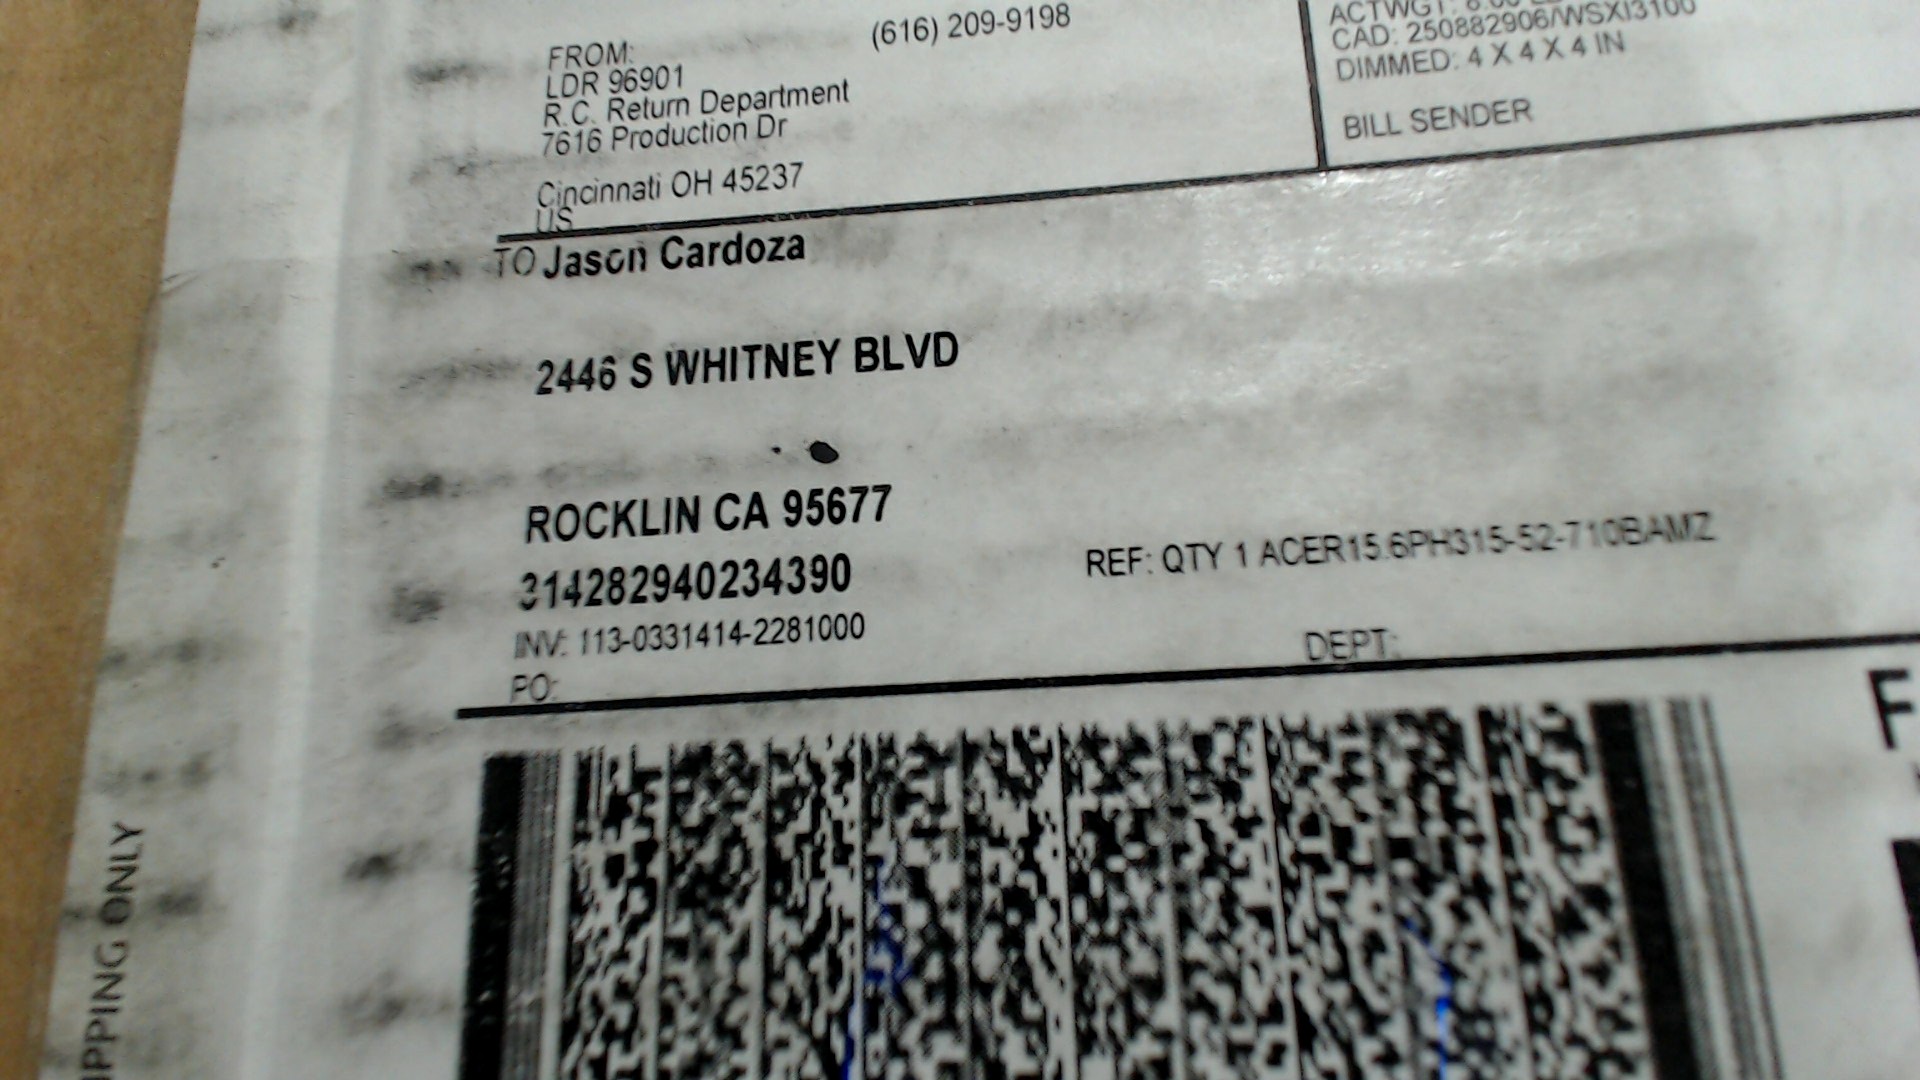 FROM:
(616) 209-9198
LDR 96901
R.C. Return Department
7616 Production Dr
Cincinnati OH 45237
US
ACTWGT:
CAD: 250882906/WSXI3100
DIMMED: 4 X 4 X 4 IN
BILL SENDER
TO Jason Cardoza
2446 S WHITNEY BLVD
ROCKLIN CA 95677
314282940234390
REF: QTY 1 ACER15.6PH315-52-710BAMZ
INV: 113-0331414-2281000
PO:
DEPT:
F
IPPING ONLY